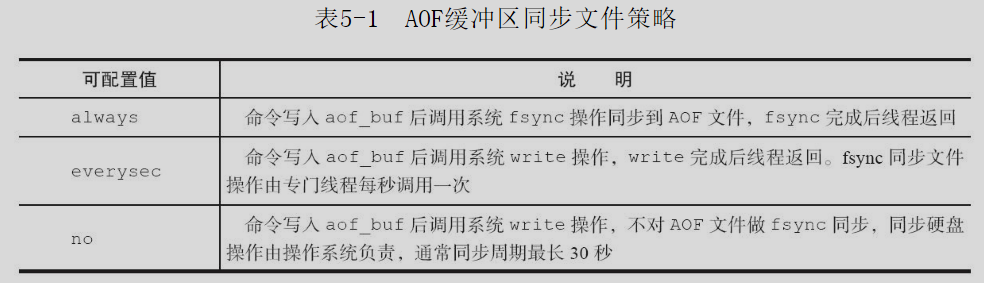 表5-1 AOF缓冲区同步文件策略
可配置值 说 明
always 命令写入 aof_buf 后调用系统 fsync 操作同步到 AOF 文件，fsync 完成后线程返回
命令写入 aof_buf 后调用系统 write 操作，write 完成后线程返回。fsync 同步文件
everysec
操作由专门线程每秒调用一次
命令写入 aof_buf 后调用系统 write 操作，不对 AOF 文件做 fsync 同步，同步硬盘
no
操作由操作系统负责，通常同步周期最长 30 秒